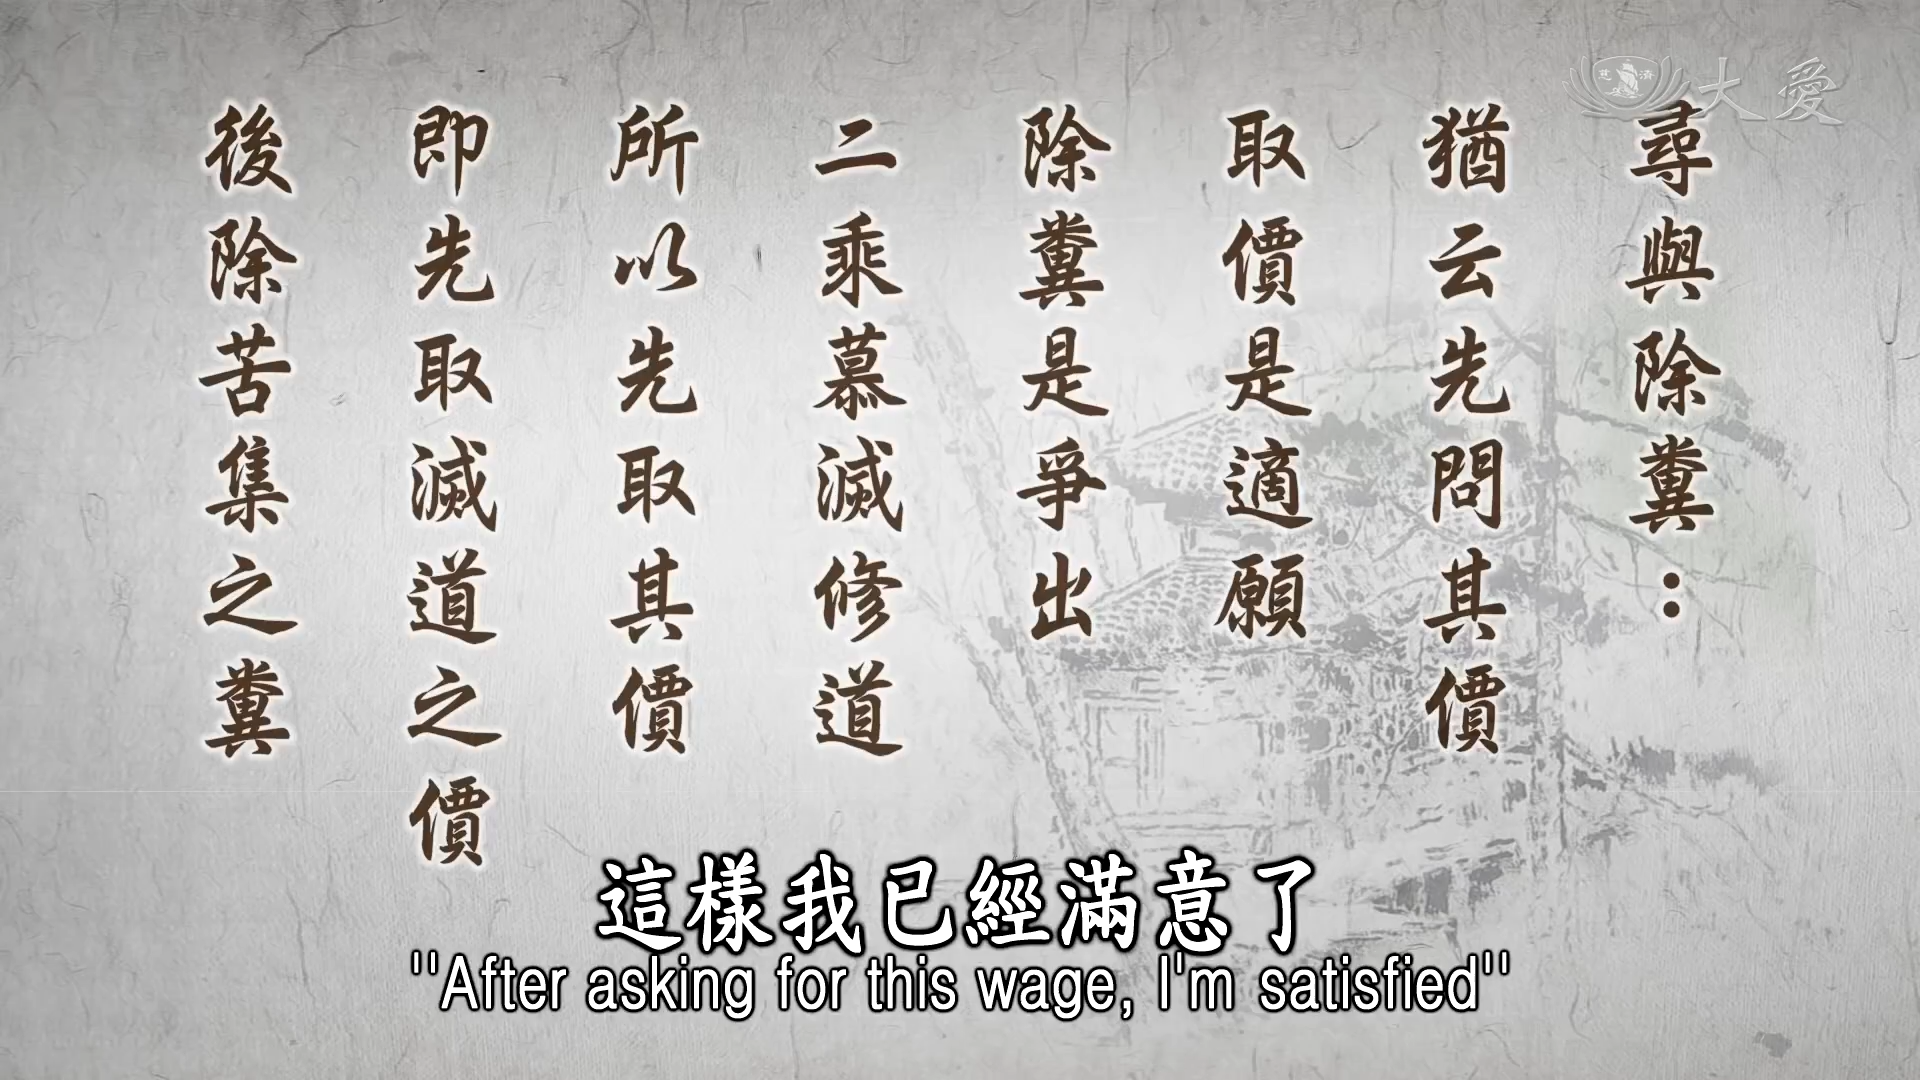 大愛
慈濟
尋與除糞：
猶云先問其價
取價是適願
除糞是爭出
二乘慕滅修道
所以先取其價
即先取滅道之價
後除苦集之糞
這樣我已經滿意了
"After asking for this wage, I'm satisfied"